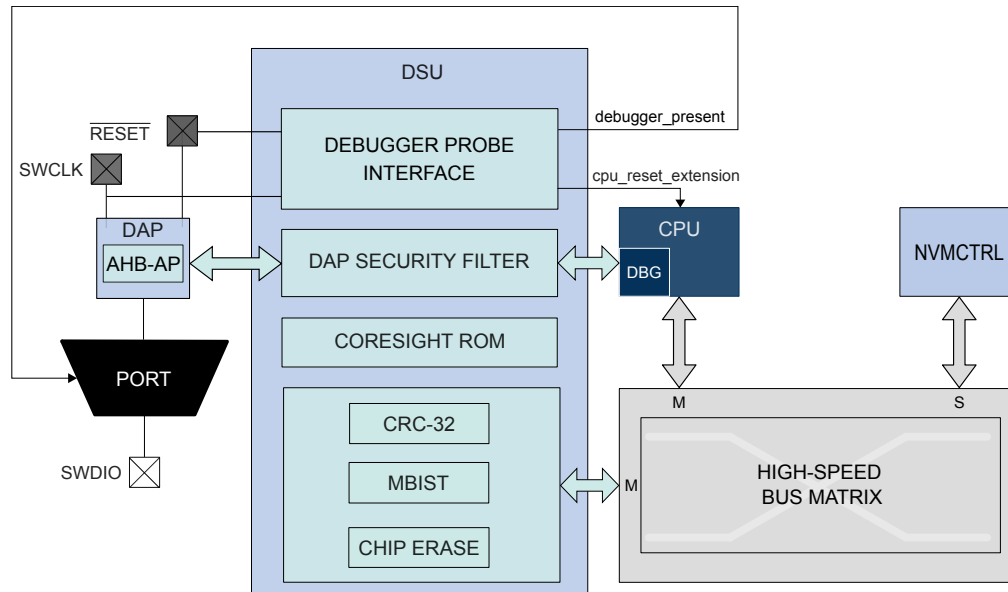 DSU
debugger_present
RESET
DEBUGGER PROBE
INTERFACE
SWCLK
cpu_reset_extension
DAP
CPU
AHB-AP
DAP SECURITY FILTER
DBG
NVMCTRL
CORESIGHT ROM
PORT
M
S
CRC-32
SWDIO
MBIST
M
HIGH-SPEED
BUS MATRIX
CHIP ERASE